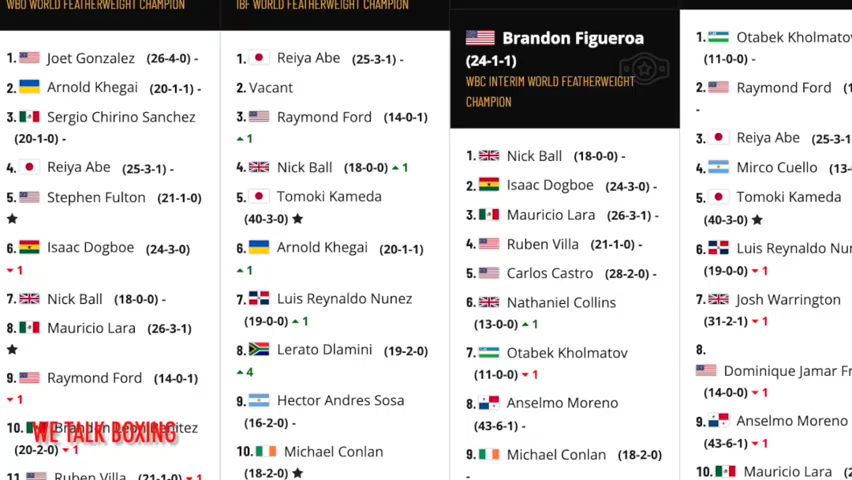 WBO WORLD FEATHERWEIGHT
CHAMPION
1. Joet Gonzalez (26-4-0) -
2. Arnold Khegai (20-1-1) -
3. Sergio Chirino Sanchez
(20-1-0) -
4. Reiya Abe (25-3-1) -
5. Stephen Fulton (21-1-0)
★
6. Isaac Dogboe (24-3-0)
▼ 1
7. Nick Ball (18-0-0) -
8. Mauricio Lara (26-3-1)
★
9. Raymond Ford (14-0-1)
▼ 1
10. Brandon Leon Benitez
(20-2-0) ▼ 1
11. Ruben Villa (21-1-0) ▼ 1
WE TALK BOXING
IBF WORLD FEATHERWEIGHT CHAMPION
1. Reiya Abe (25-3-1) -
2. Vacant
3. Raymond Ford (14-0-1)
▲ 1
4. Nick Ball (18-0-0) ▲ 1
5. Tomoki Kameda
(40-3-0) ★
6. Arnold Khegai (20-1-1)
▲ 1
7. Luis Reynaldo Nunez
(19-0-0) ▲ 1
8. Lerato Dlamini (19-2-0)
▲ 4
9. Hector Andres Sosa
(16-2-0) -
10. Michael Conlan
(18-2-0) ★
Brandon Figueroa
(24-1-1)
WBC INTERIM WORLD FEATHERWEIGHT
CHAMPION
1. Nick Ball (18-0-0) -
2. Isaac Dogboe (24-3-0) -
3. Mauricio Lara (26-3-1) -
4. Ruben Villa (21-1-0) -
5. Carlos Castro (28-2-0) -
6. Nathaniel Collins
(13-0-0) ▲ 1
7. Otabek Kholmatov
(11-0-0) ▼ 1
8. Anselmo Moreno
(43-6-1) -
9. Michael Conlan (18-2-0)
-
1. Otabek Kholmatov
(11-0-0) -
2. Raymond Ford
-
3. Reiya Abe (25-3-1
4. Mirco Cuello (13-
5. Tomoki Kameda
(40-3-0) ★
6. Luis Reynaldo Nu
(19-0-0) ▼ 1
7. Josh Warrington
(31-2-1) ▼ 1
8.
Dominique Jamar Fr
(14-0-0) ▼ 1
9. Anselmo Moreno
(43-6-1) ▼ 1
10. Mauricio Lara (2